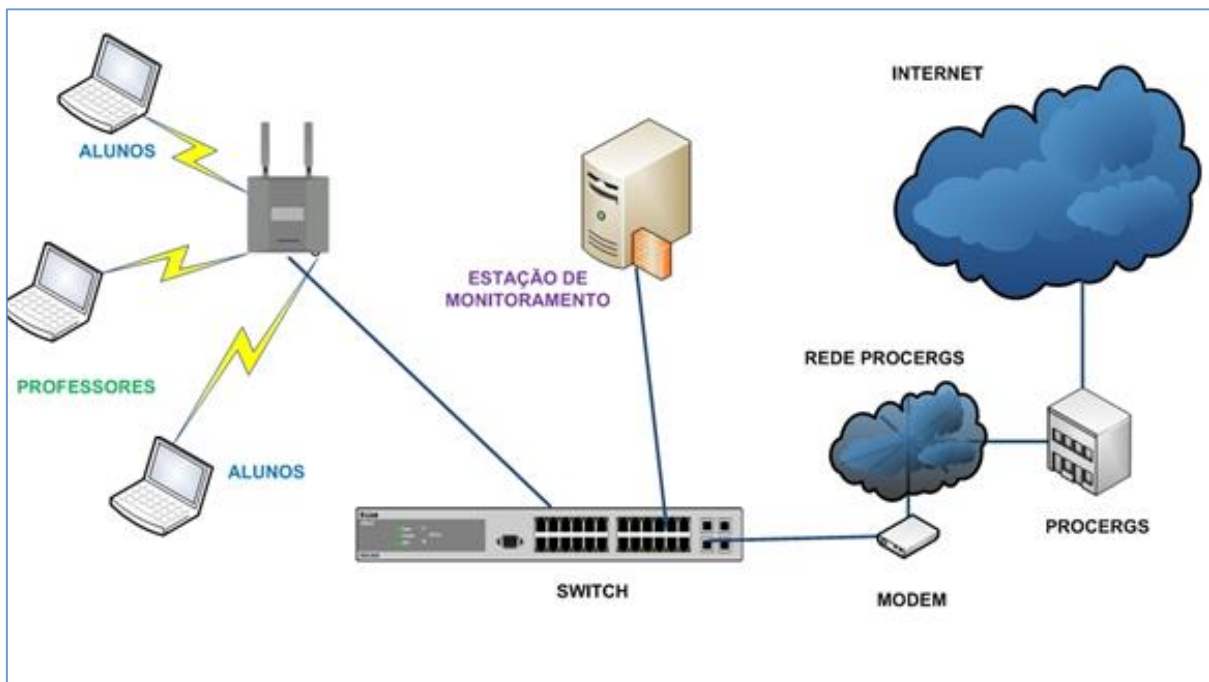 INTERNET
ALUNOS
ESTAÇÃO DE
MONITORAMENTO
REDE PROCERGS
PROFESSORES
ALUNOS
SWITCH
MODEM
PROCERGS